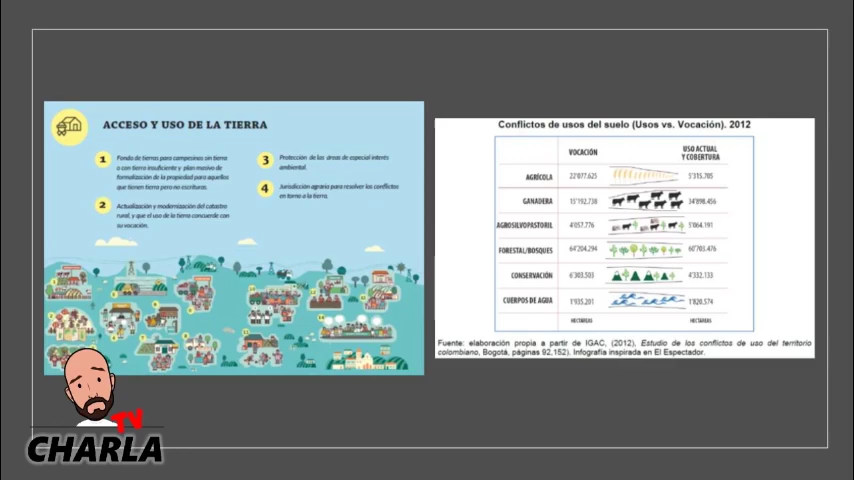 ACCESO Y USO DE LA TIERRA
1
Fondo de tierras para campesinos sin tierra
o con tierra insuficiente y plan masivo de
formalización de la propiedad para aquellos
que tienen tierra pero no escrituras.
2
Actualización y modernización del catastro
rural, y que el uso de la tierra concuerde con
su vocación.
3
Protección de las áreas de especial interés
ambiental.
4
Jurisdicción agraria para resolver los conflictos
en torno a la tierra.
Conflictos de usos del suelo (Usos vs. Vocación). 2012
VOCACIÓN USO ACTUAL
Y COBERTURA
AGRÍCOLA 22'077.625 5'315.705
GANADERA 15'192.738 34'898.456
AGROSILVOPASTORIL 4'057.776 5'064.191
FORESTAL/BOSQUES 64'204.294 60'703.476
CONSERVACIÓN 6'303.503 4'332.133
CUERPOS DE AGUA 1'935.201 1'820.574
HECTÁREAS HECTÁREAS
Fuente: elaboración propia a partir de IGAC, (2012), Estudio de los conflictos de uso del territorio
colombiano, Bogotá, páginas 92,152). Infografía inspirada en El Espectador.
TV
CHARLA